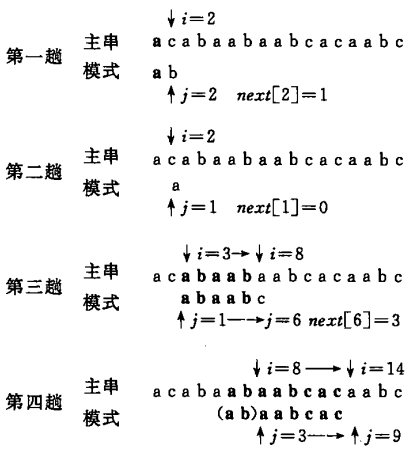 ↓ i=2
主串 a c a b a a b a a b c a c a a b c
第一趟
模式 a b
↑ j=2 next[2]=1
↓ i=2
主串 a c a b a a b a a b c a c a a b c
第二趟
模式 a
↑ j=1 next[1]=0
↓ i=3→ ↓ i=8
主串 a c a b a a b a a b c a c a a b c
第三趟
模式 a b a a b c
↑ j=1─→j=6 next[6]=3
↓ i=8 ─→ ↓ i=14
主串 a c a b a a b a a b c a c a a b c
第四趟
模式 (a b)a a b c a c
↑ j=3─→ ↑ j=9